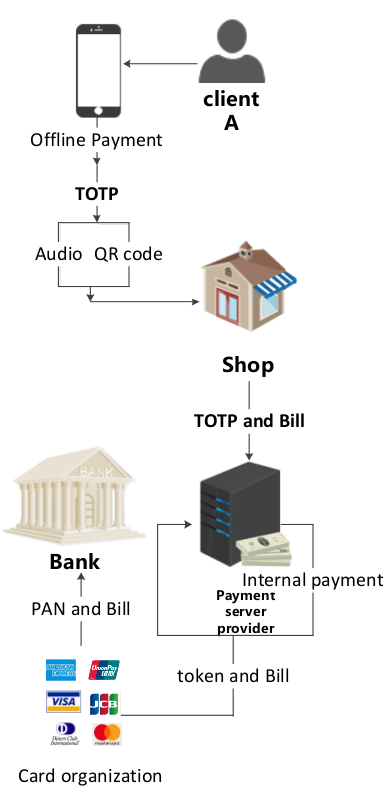 client
A
Offline Payment
TOTP
Audio QR code
Shop
TOTP and Bill
BANK
Bank
Internal payment
Payment
server
provider
PAN and Bill
token and Bill
AMERICAN
EXPRESS
UnionPay
银联
VISA
JCB
Diners Club
International
mastercard
Card organization